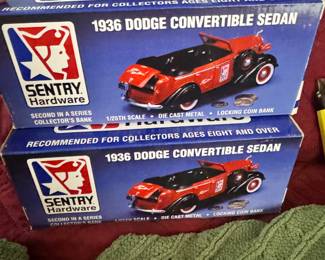 RECOMMENDED FOR COLLECTORS AGES EIGHT AND
1936 DODGE CONVERTIBLE SEDAN
SENTRY
Hardware
SECOND IN A SERIES
COLLECTOR'S BANK
1/25TH SCALE • DIE CAST METAL • LOCKING COIN BANK
RECOMMENDED FOR COLLECTORS AGES EIGHT AND OVER
1936 DODGE CONVERTIBLE SEDAN
SENTRY
Hardware
SECOND IN A SERIES
COLLECTOR'S BANK
SCALE • DIE CAST METAL • LOCKING COIN BANK